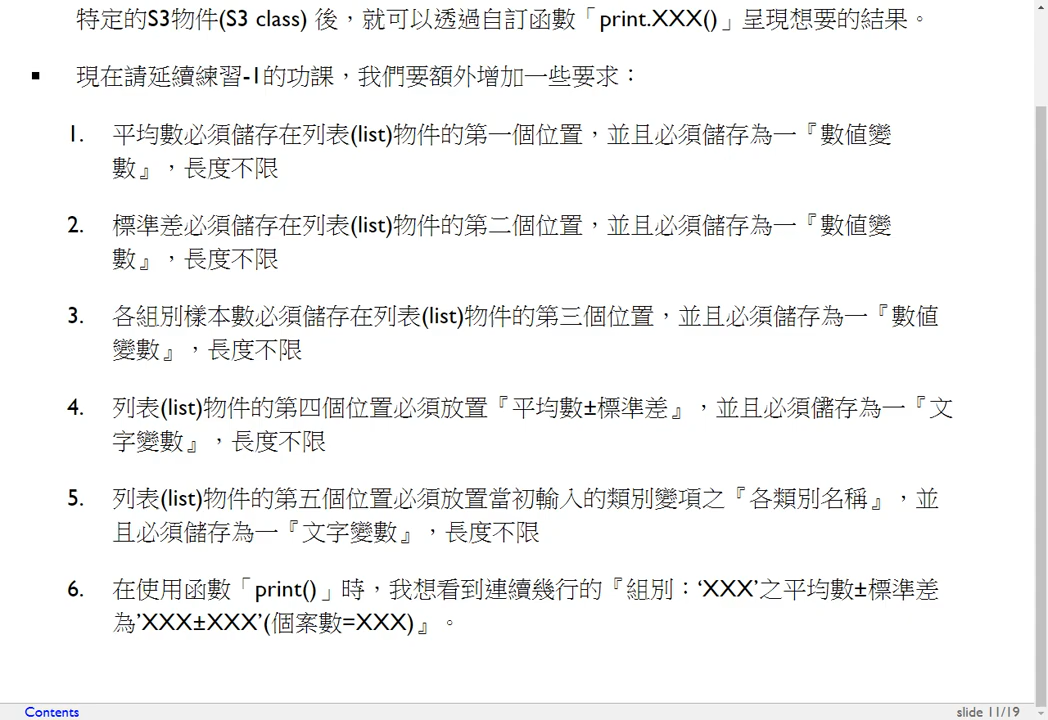 特定的S3物件(S3 class) 後，就可以透過自訂函數「print.XXX()」呈現想要的結果。
▪ 現在請延續練習-1的功課，我們要額外增加一些要求：
1. 平均數必須儲存在列表(list)物件的第一個位置，並且必須儲存為一『數值變
數』，長度不限
2. 標準差必須儲存在列表(list)物件的第二個位置，並且必須儲存為一『數值變
數』，長度不限
3. 各組別樣本數必須儲存在列表(list)物件的第三個位置，並且必須儲存為一『數值
變數』，長度不限
4. 列表(list)物件的第四個位置必須放置『平均數±標準差』，並且必須儲存為一『文
字變數』，長度不限
5. 列表(list)物件的第五個位置必須放置當初輸入的類別變項之『各類別名稱』，並
且必須儲存為一『文字變數』，長度不限
6. 在使用函數「print()」時，我想看到連續幾行的『組別：‘XXX’之平均數±標準差
為’XXX±XXX’(個案數=XXX)』。
Contents
slide 11/19